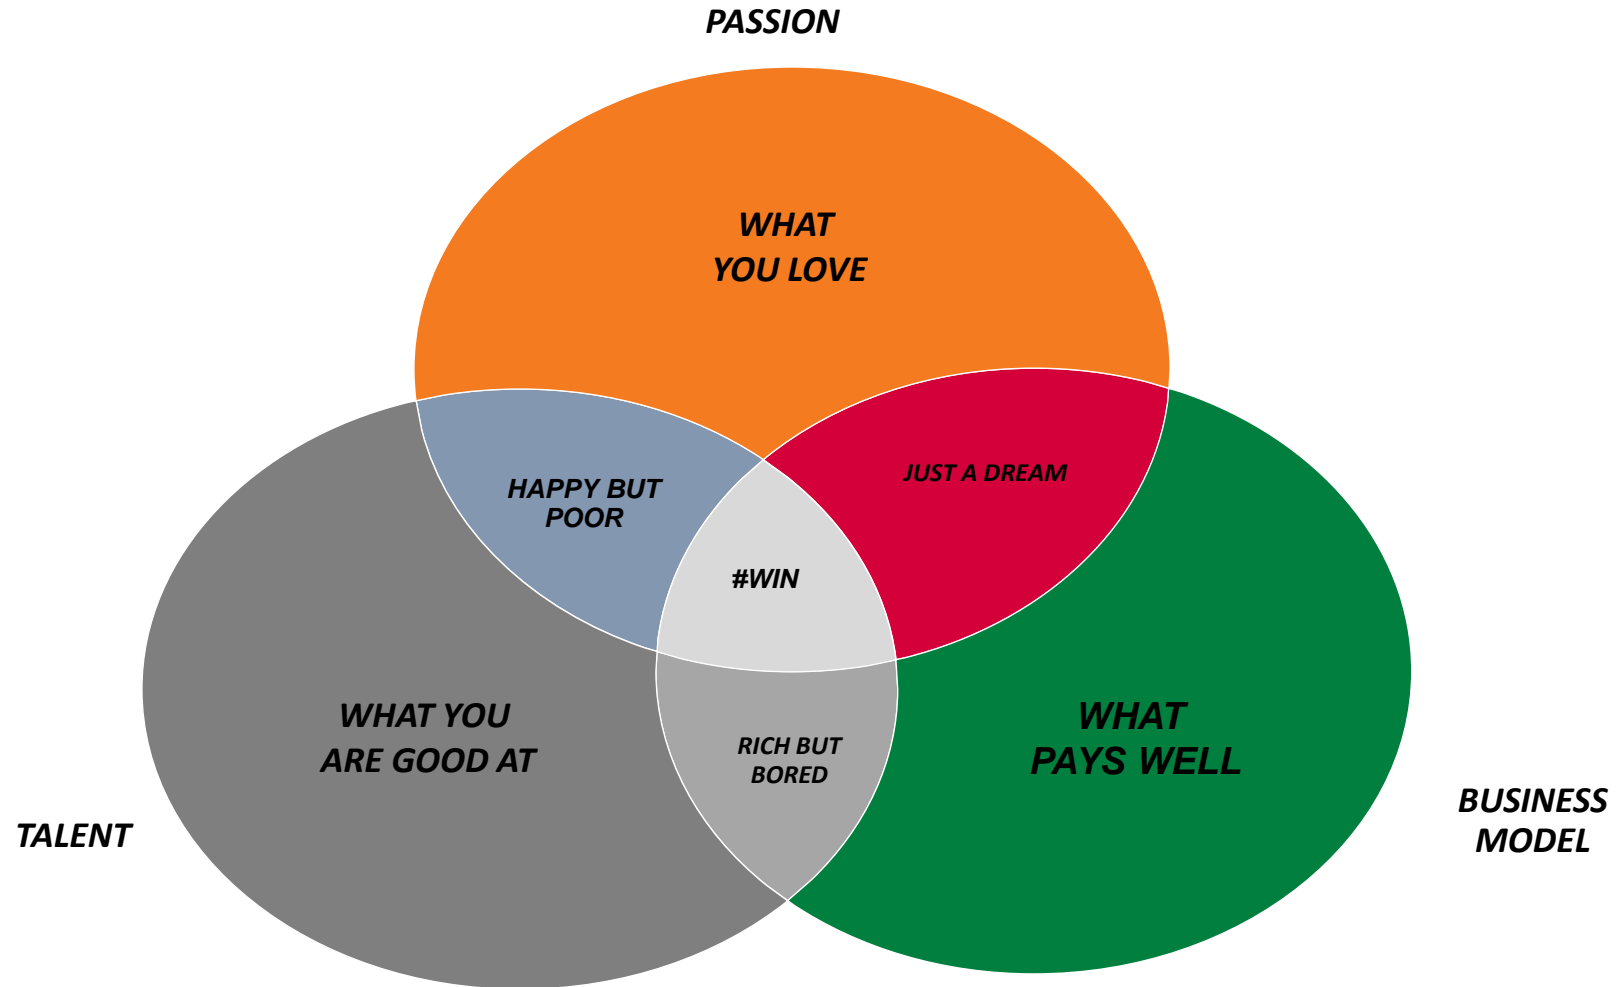 PASSION
WHAT
YOU LOVE
JUST A DREAM
HAPPY BUT
POOR
#WIN
WHAT YOU
ARE GOOD AT
RICH BUT
BORED
WHAT
PAYS WELL
TALENT
BUSINESS
MODEL